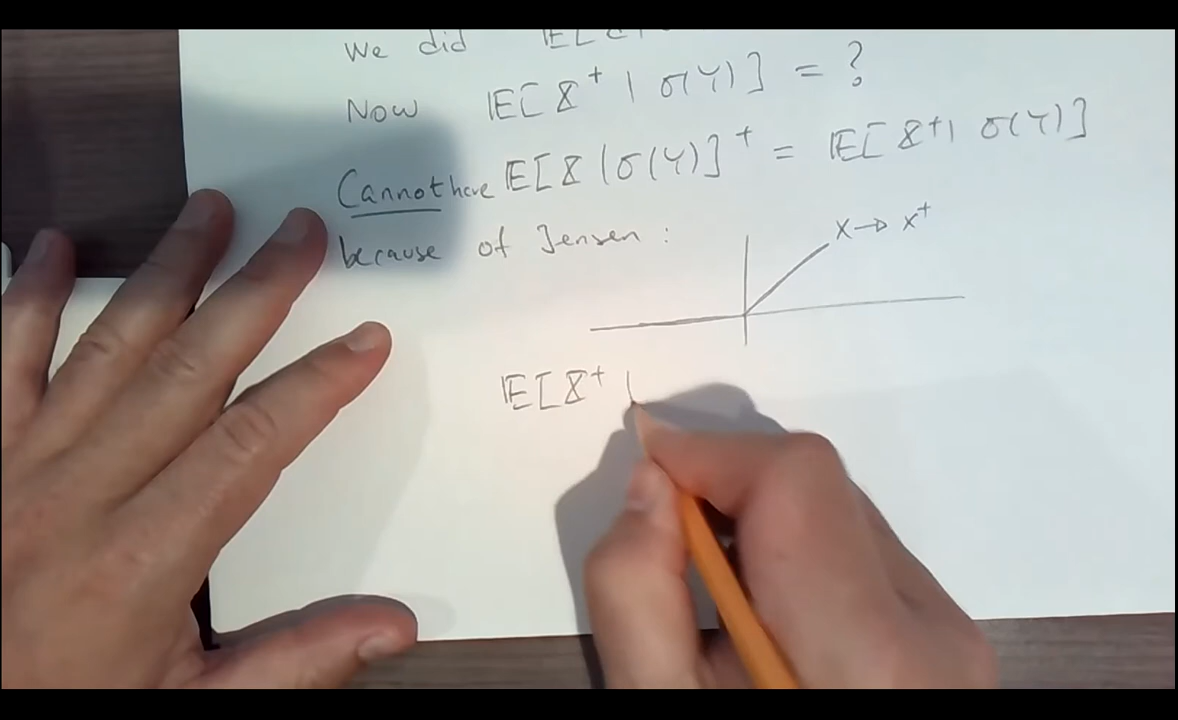 We did
Now 𝔼[X⁺ | σ(Y)] = ?
Cannot have 𝔼[X | σ(Y)]⁺ = 𝔼[X⁺ | σ(Y)]
because of Jensen :
x → x⁺
𝔼[X⁺ |